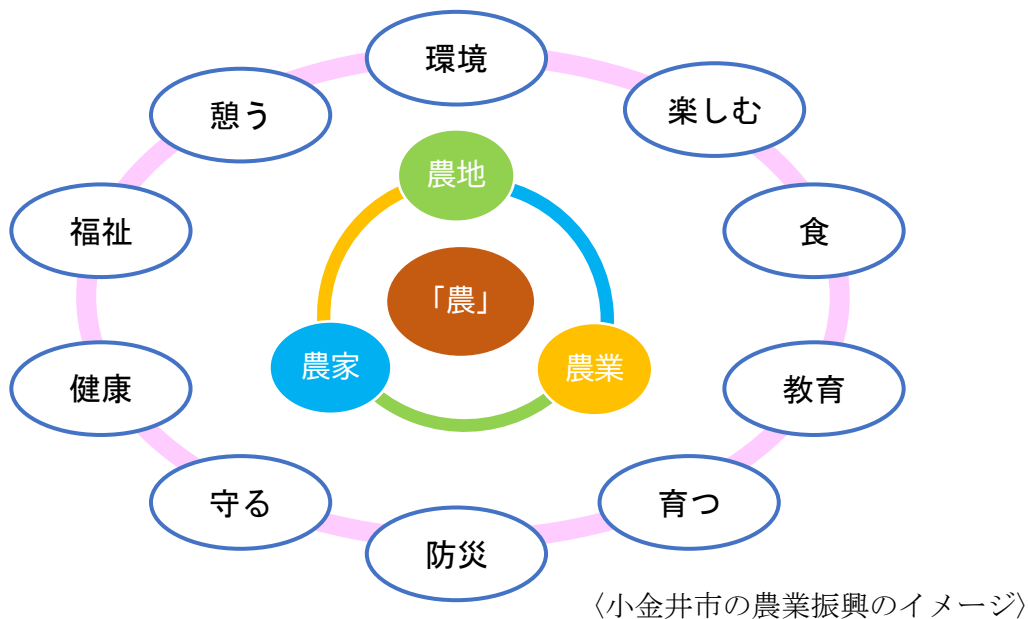 環境
楽しむ
食
教育
育つ
防災
守る
健康
福祉
憩う
農地
農業
農家
「農」
〈小金井市の農業振興のイメージ〉